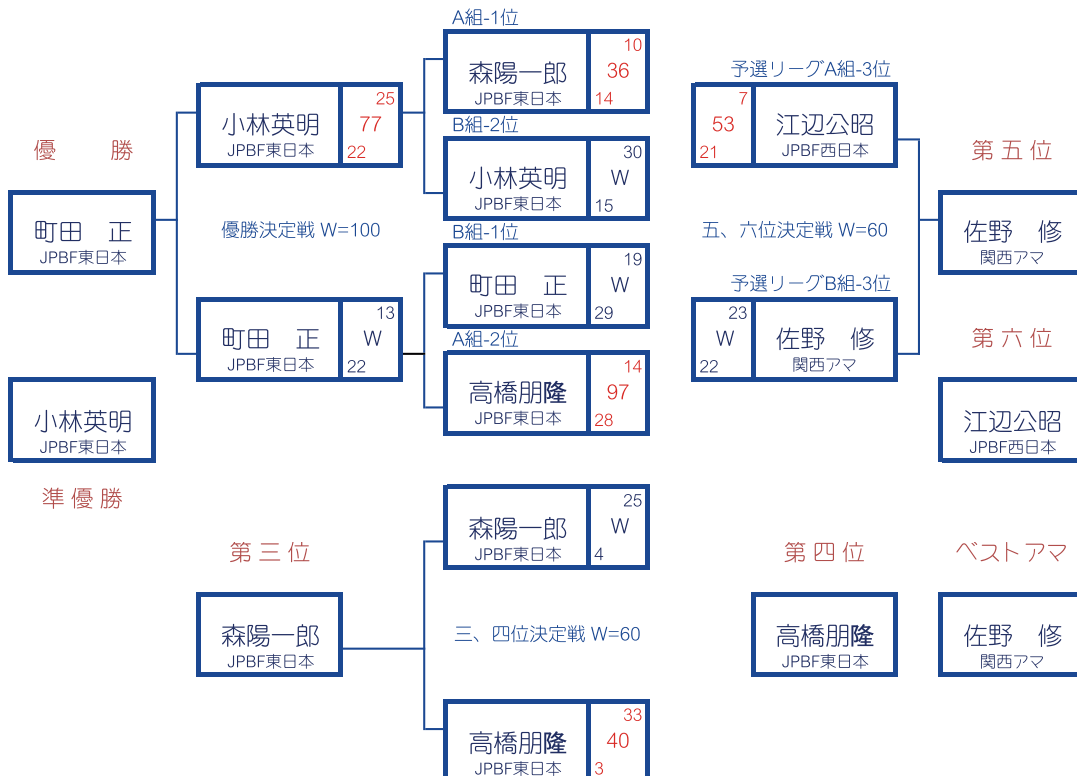 A組-1位
森陽一郎
JPBF東日本
10
36
14
B組-2位
小林英明
JPBF東日本
30
W
15
B組-1位
町田 正
JPBF東日本
19
W
29
A組-2位
高橋朋隆
JPBF東日本
14
97
28
小林英明
JPBF東日本
25
77
22
優勝決定戦 W=100
町田 正
JPBF東日本
13
W
22
優 勝
町田 正
JPBF東日本
小林英明
JPBF東日本
準優勝
予選リーグA組-3位
7
53
21
江辺公昭
JPBF西日本
五、六位決定戦 W=60
予選リーグB組-3位
23
W
22
佐野 修
関西アマ
第五位
佐野 修
関西アマ
第六位
江辺公昭
JPBF西日本
第三位
森陽一郎
JPBF東日本
森陽一郎
JPBF東日本
25
W
4
三、四位決定戦 W=60
高橋朋隆
JPBF東日本
33
40
3
第四位
高橋朋隆
JPBF東日本
ベストアマ
佐野 修
関西アマ